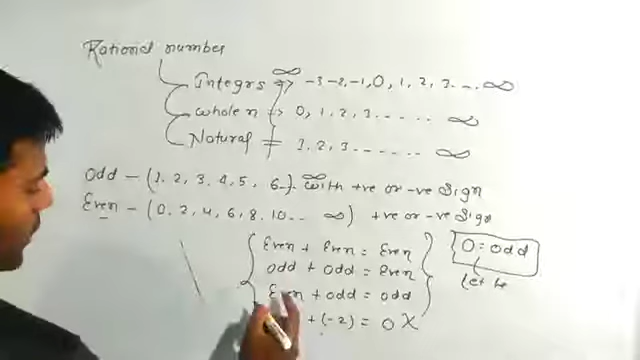 Rational number
Integrs => ∞ -3 -2, -1, 0, 1, 2, 3 .... ∞
whole n => 0, 1, 2, 3 ...... ∞
Natural = 1, 2, 3 ....... ∞
Odd - (1, 2, 3, 4, 5, 6 -) ∞ with +ve or -ve Sign
Even - (0, 2, 4, 6, 8, 10 .. ∞) +ve or -ve Sign
Even + Even = Even
odd + odd = Even
Even + odd = odd
+ (-2) = 0 X
0 = odd
let